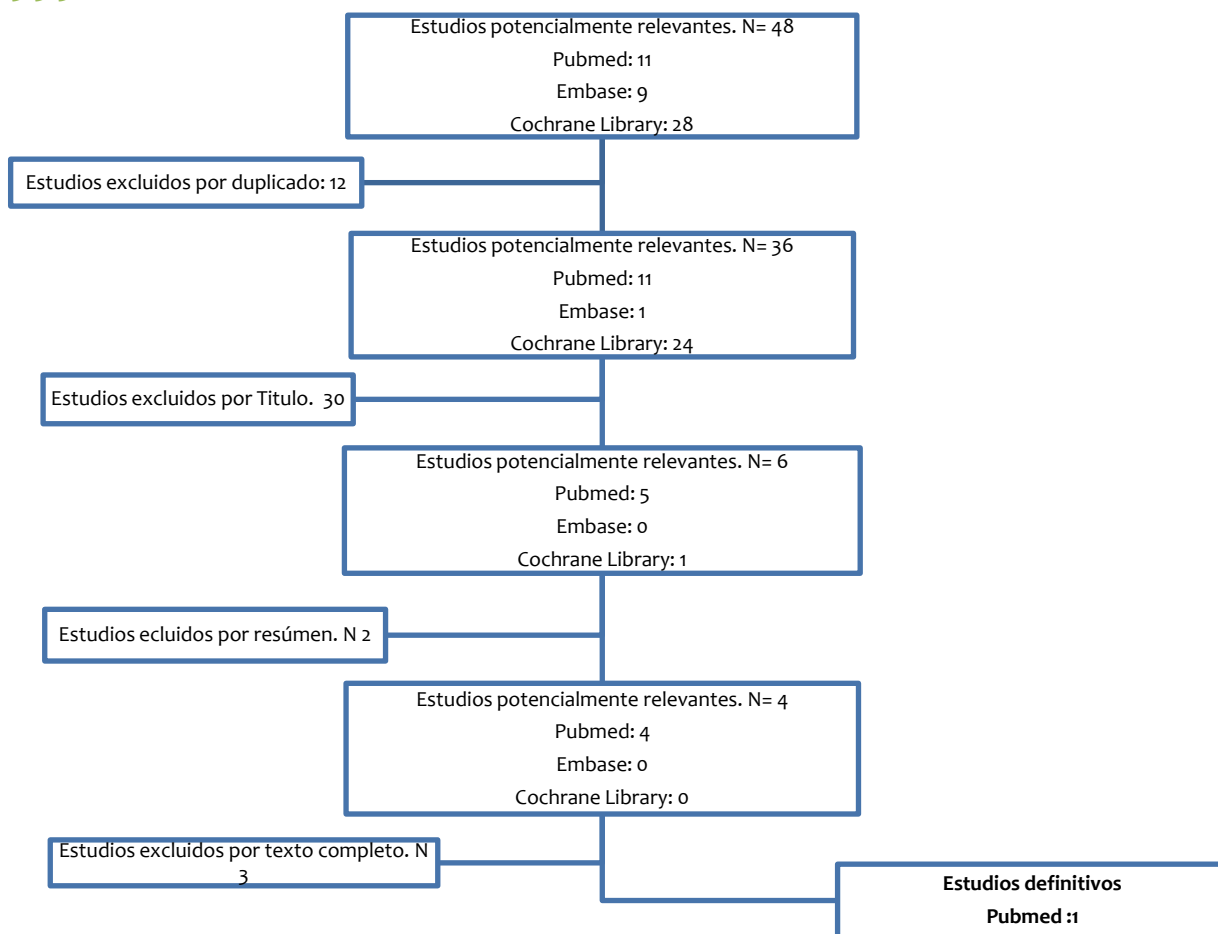 Estudios potencialmente relevantes. N= 48
Pubmed: 11
Embase: 9
Cochrane Library: 28
Estudios excluidos por duplicado: 12
Estudios potencialmente relevantes. N= 36
Pubmed: 11
Embase: 1
Cochrane Library: 24
Estudios excluidos por Titulo.  30
Estudios potencialmente relevantes. N= 6
Pubmed: 5
Embase: 0
Cochrane Library: 1
Estudios ecluidos por resúmen. N 2
Estudios potencialmente relevantes. N= 4
Pubmed: 4
Embase: 0
Cochrane Library: 0
Estudios excluidos por texto completo. N
3
Estudios definitivos
Pubmed :1